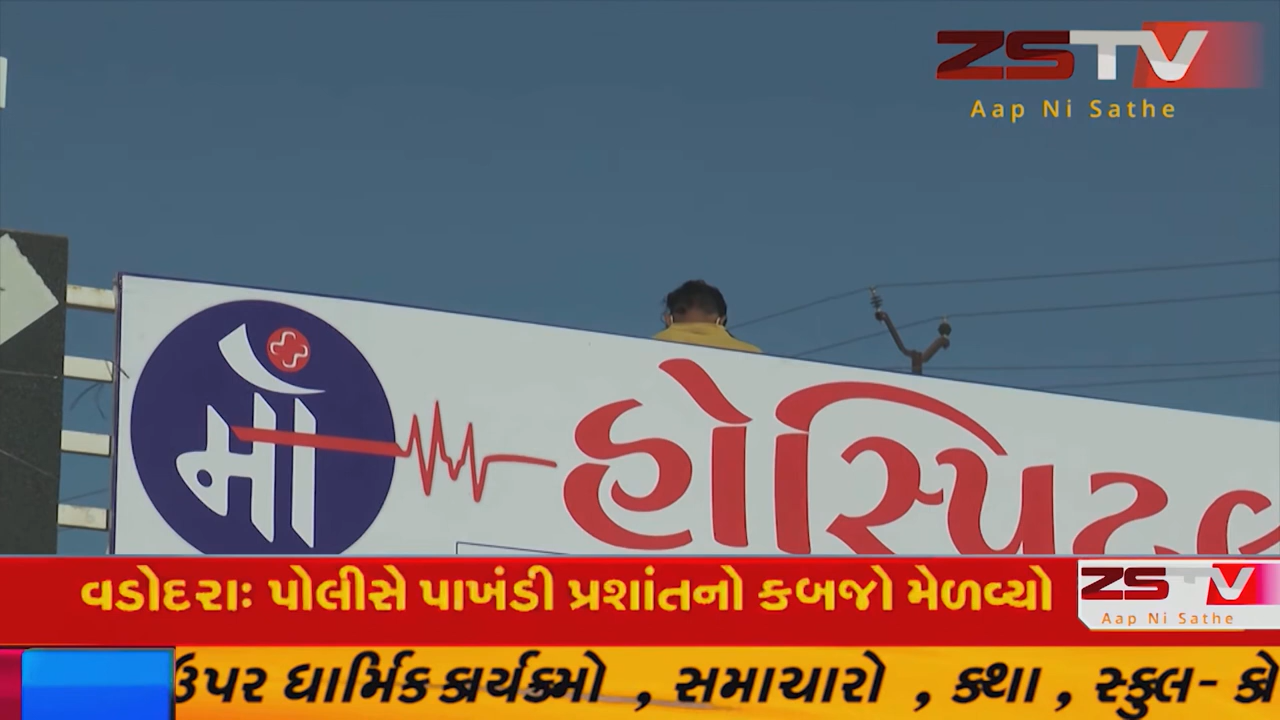 ZSTV
Aap Ni Sathe
માઁ હોસ્પિટલ
વડોદરાઃ પોલીસે પાખંડી પ્રશાંતનો કબજો મેળવ્યો
ZSTV
Aap Ni Sathe
ઉપર ધાર્મિક કાર્યક્રમો , સમાચારો , કથા , સ્કુલ-